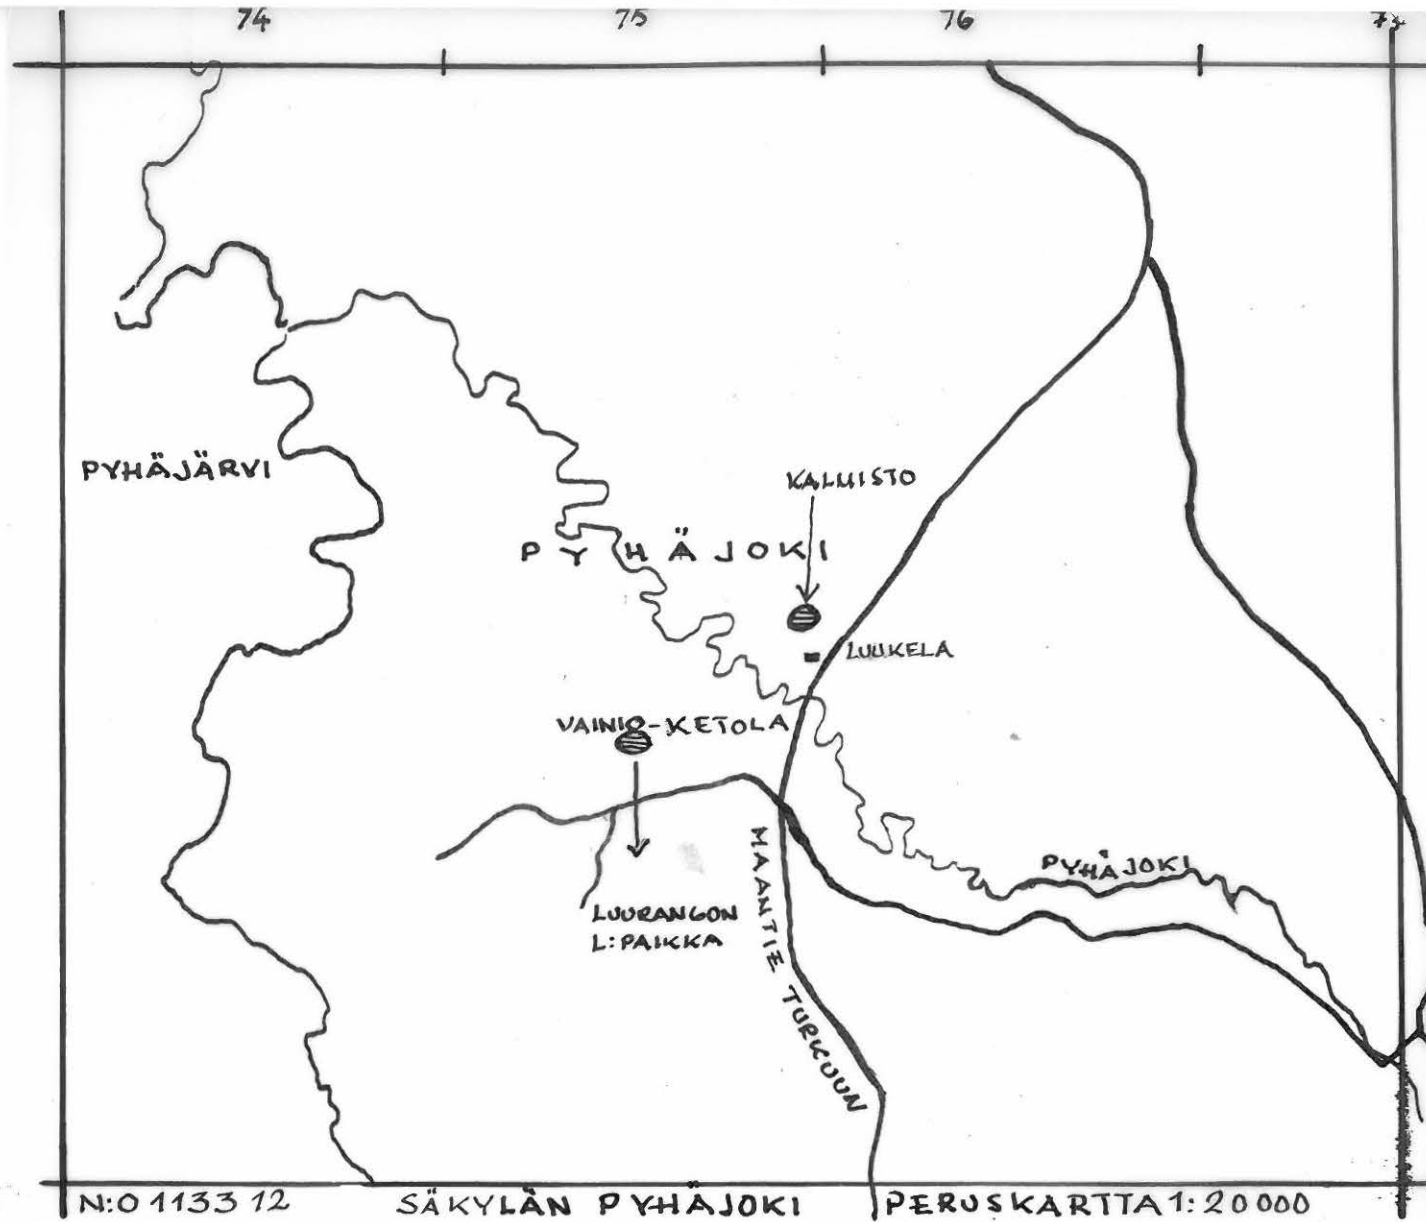 74 75 76
PYHÄJÄRVI
KALMISTO
PYHÄJOKI
LUUKELA
VAINIO-KETOLA
PYHÄJOKI
MAANTIE TURKUUN
LUURANGON
L:PAIKKA
N:O 1133 12 SÄKYLÄN PYHÄJOKI PERUSKARTTA 1:20000